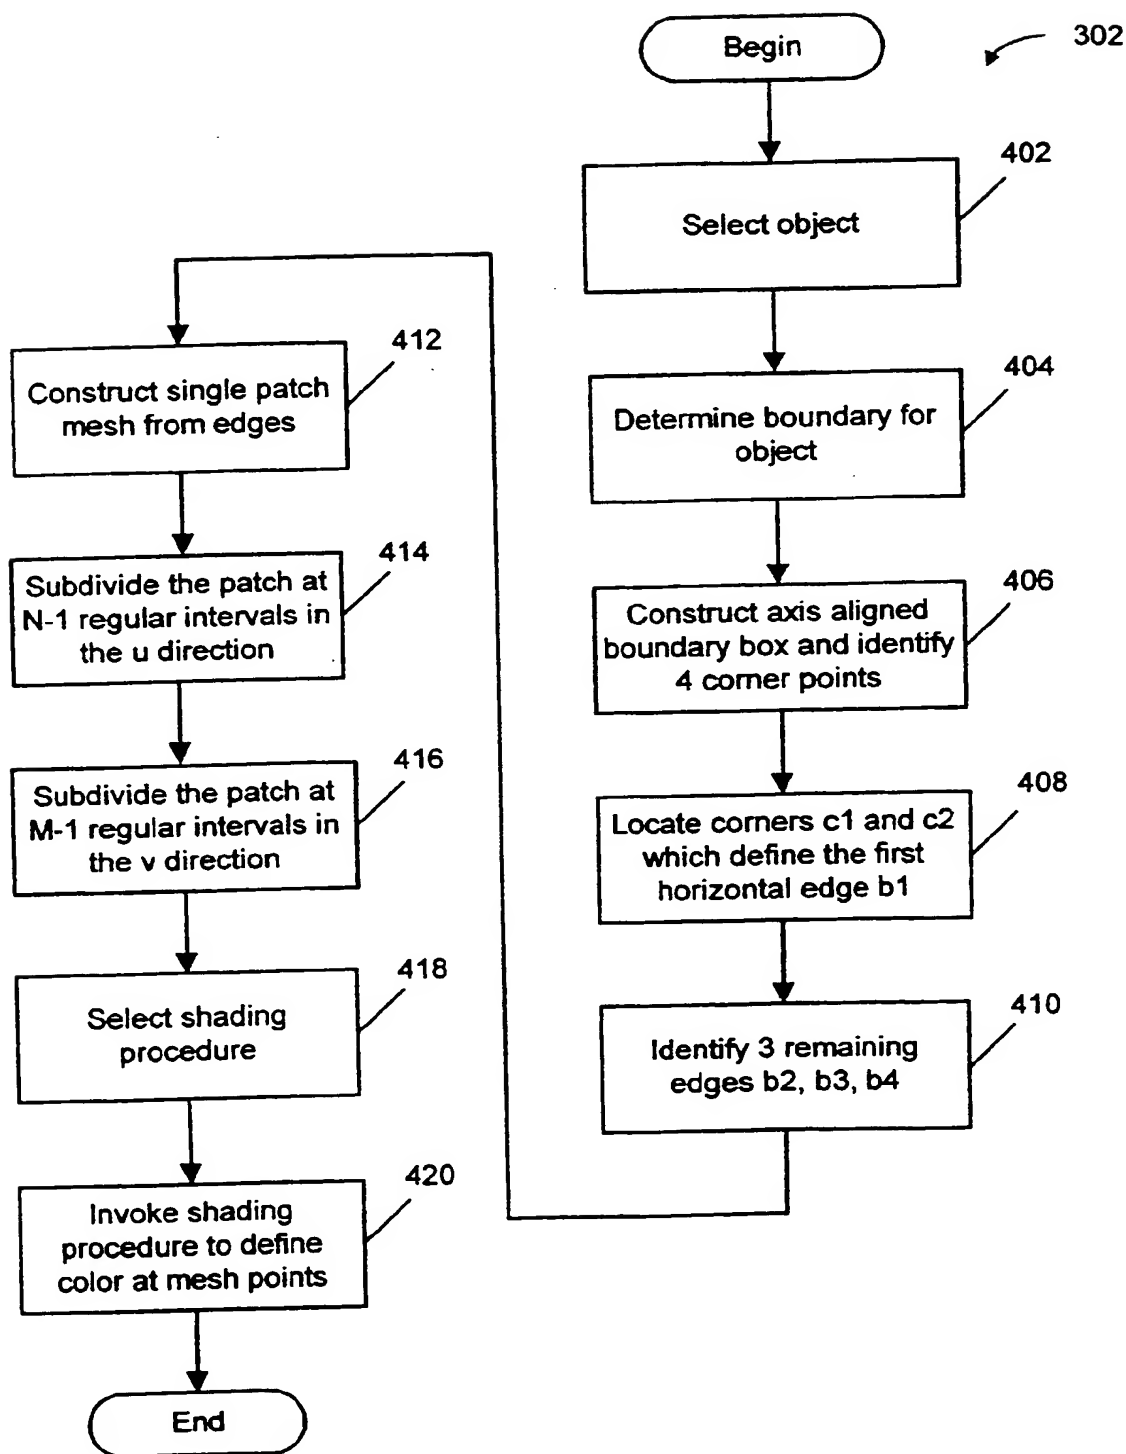 Begin
302
402
Select object
404
Determine boundary for
object
406
Construct axis aligned
boundary box and identify
4 corner points
408
Locate corners c1 and c2
which define the first
horizontal edge b1
410
Identify 3 remaining
edges b2, b3, b4
412
Construct single patch
mesh from edges
414
Subdivide the patch at
N-1 regular intervals in
the u direction
416
Subdivide the patch at
M-1 regular intervals in
the v direction
418
Select shading
procedure
420
Invoke shading
procedure to define
color at mesh points
End